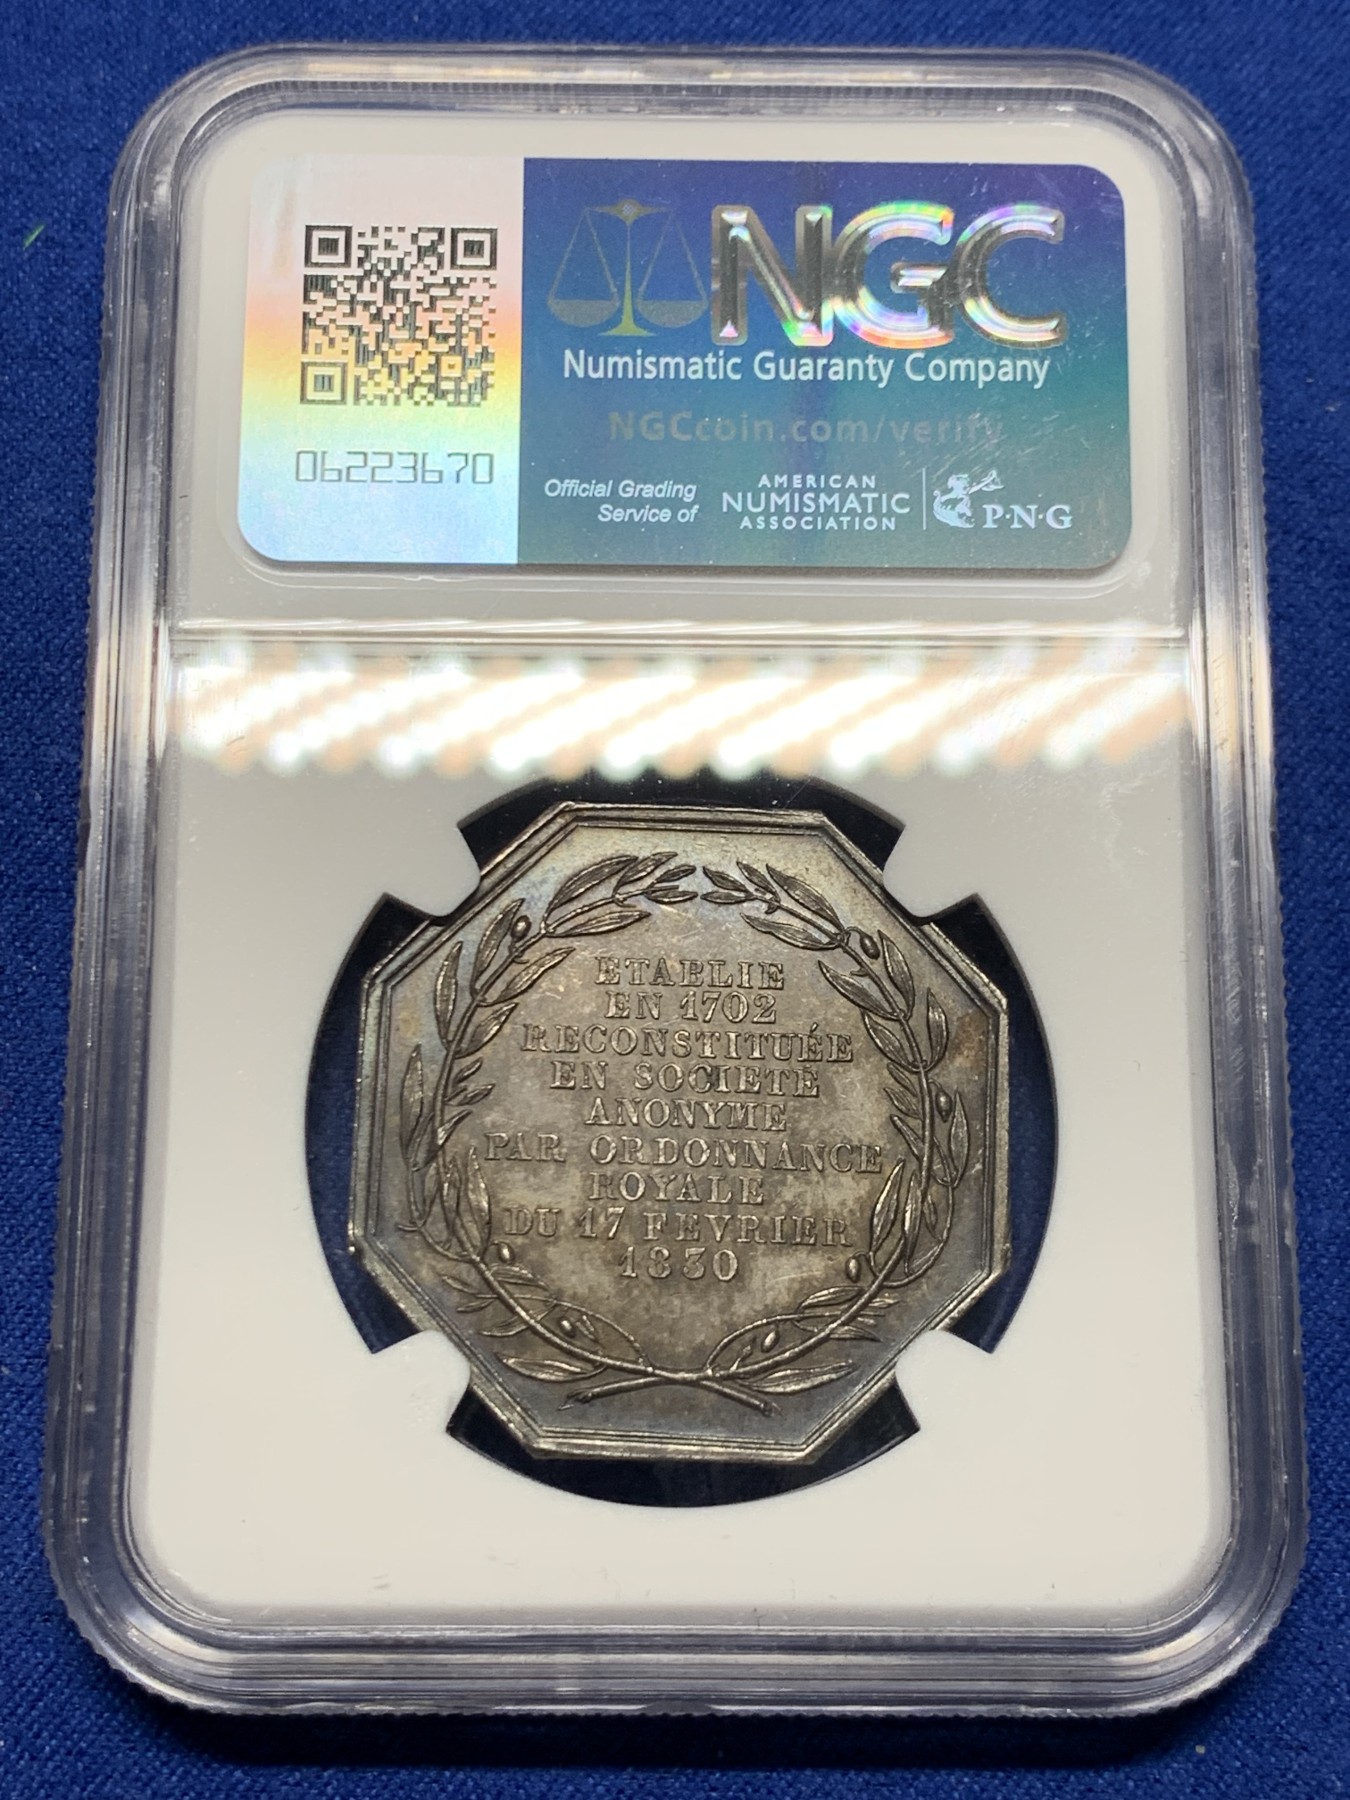 NGC
Numismatic Guaranty Company
NGCcoin.com/verify
06223670
Official Grading
Service of
AMERICAN
NUMISMATIC
ASSOCIATION
P·N·G
ETABLIE
EN 1702
RECONSTITUÉE
EN SOCIETÉ
ANONYME
PAR ORDONNANCE
ROYALE
DU 17 FEVRIER
1830